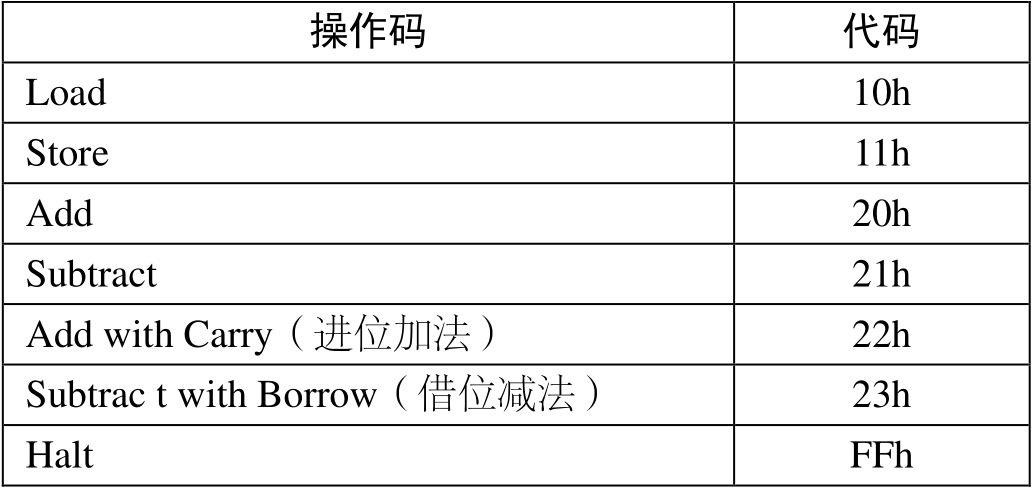 操作码 代码
Load 10h
Store 11h
Add 20h
Subtract 21h
Add with Carry（进位加法） 22h
Subtrac t with Borrow（借位减法） 23h
Halt FFh